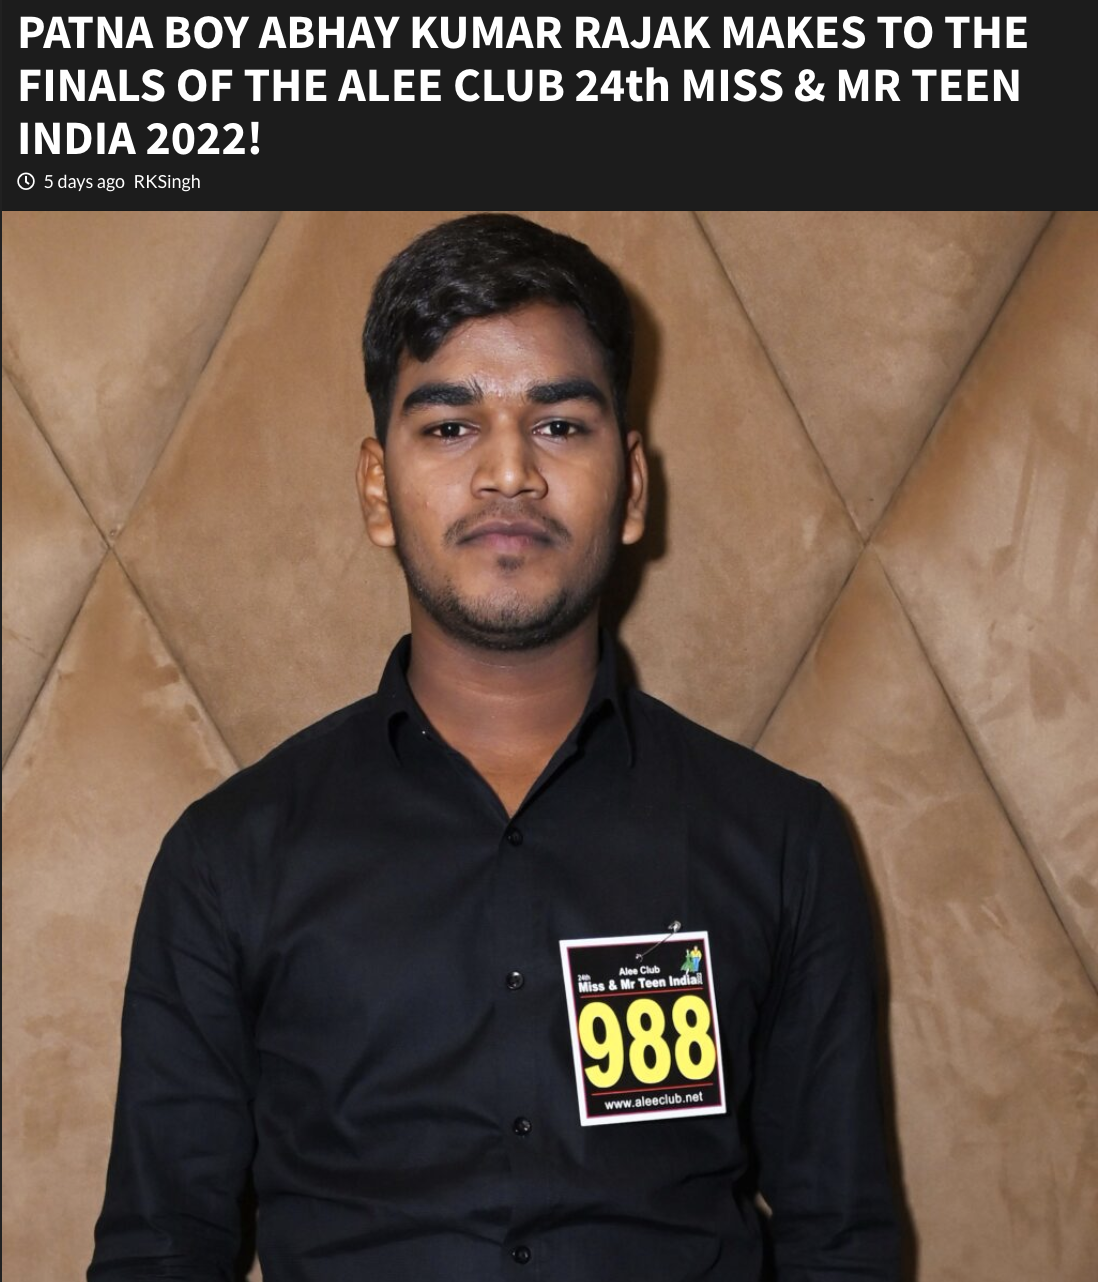 PATNA BOY ABHAY KUMAR RAJAK MAKES TO THE
FINALS OF THE ALEE CLUB 24th MISS & MR TEEN
INDIA 2022!
5 days ago RKSingh
24th
Alee Club
Miss & Mr Teen India
988
www.aleeclub.net